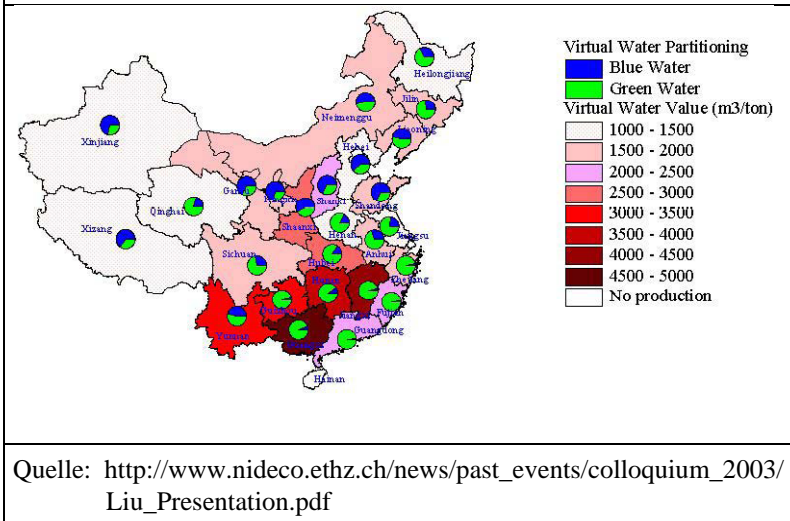 Virtual Water Partitioning
Blue Water
Green Water
Virtual Water Value (m3/ton)
1000 - 1500
1500 - 2000
2000 - 2500
2500 - 3000
3000 - 3500
3500 - 4000
4000 - 4500
4500 - 5000
No production
Heilongjiang
Jilin
Neimenggu
Liaoning
Hebei
Xinjiang
Gansu
Shanxi
Shandong
Qinghai
Shaanxi
Henan
Jiangsu
Xizang
Sichuan
Anhui
Hubei
Zhejiang
Hunan
Fujian
Yunnan
Guangdong
Hainan
Quelle: http://www.nideco.ethz.ch/news/past_events/colloquium_2003/
Liu_Presentation.pdf